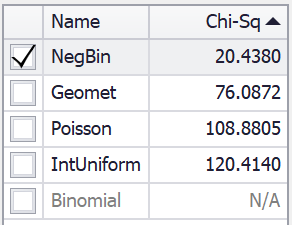 Name Chi-Sq
NegBin 20.4380
Geomet 76.0872
Poisson 108.8805
IntUniform 120.4140
Binomial N/A